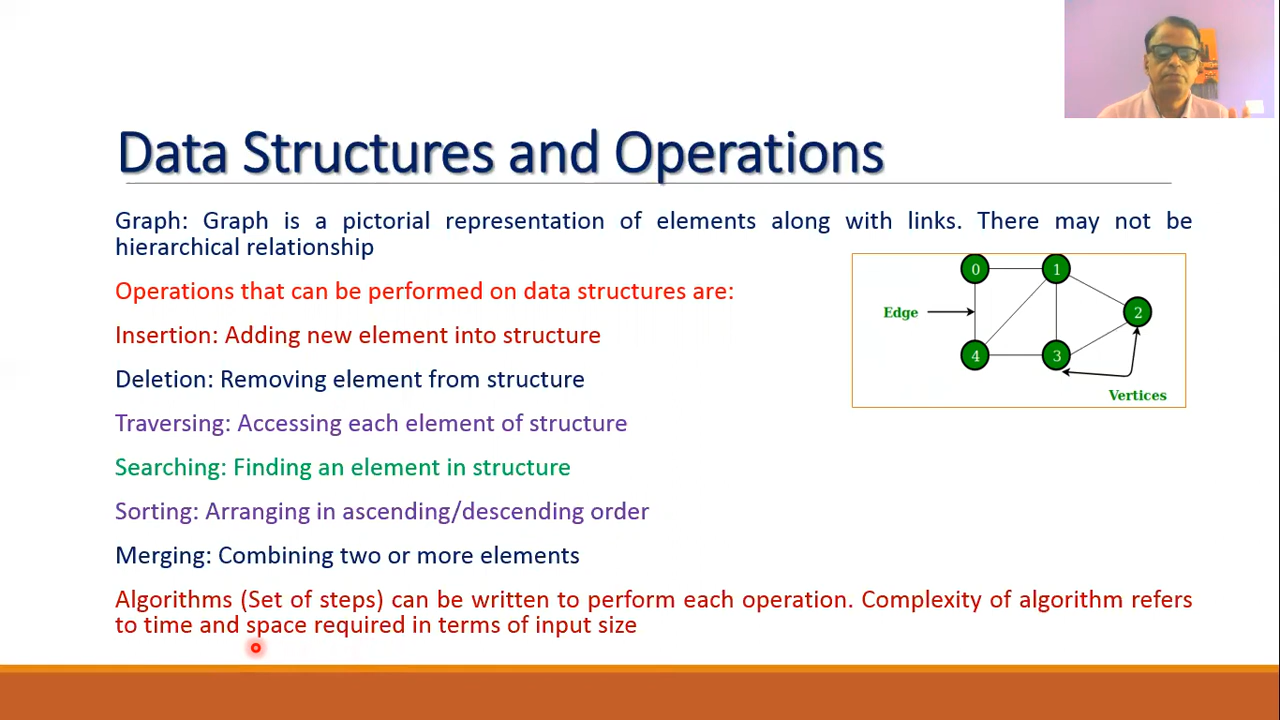 Data Structures and Operations
Graph: Graph is a pictorial representation of elements along with links. There may not be
hierarchical relationship
Operations that can be performed on data structures are:
Insertion: Adding new element into structure
Deletion: Removing element from structure
Traversing: Accessing each element of structure
Searching: Finding an element in structure
Sorting: Arranging in ascending/descending order
Merging: Combining two or more elements
Algorithms (Set of steps) can be written to perform each operation. Complexity of algorithm refers
to time and space required in terms of input size
0 1
Edge
2
4 3
Vertices